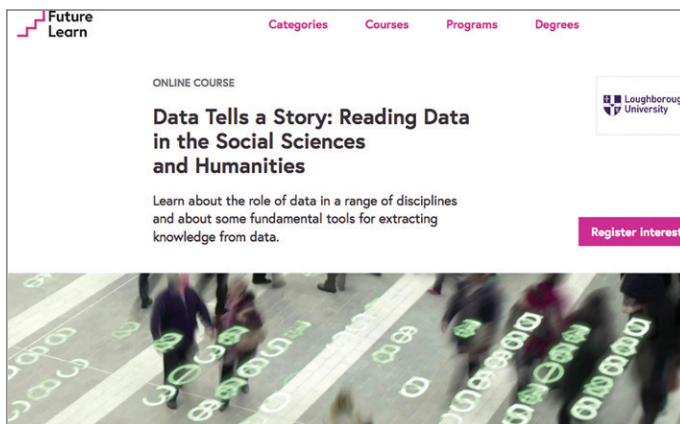 Future
Learn
Categories Courses Programs Degrees
ONLINE COURSE
Loughboroug
University
Data Tells a Story: Reading Data
in the Social Sciences
and Humanities
Learn about the role of data in a range of disciplines
and about some fundamental tools for extracting
knowledge from data.
Register interest